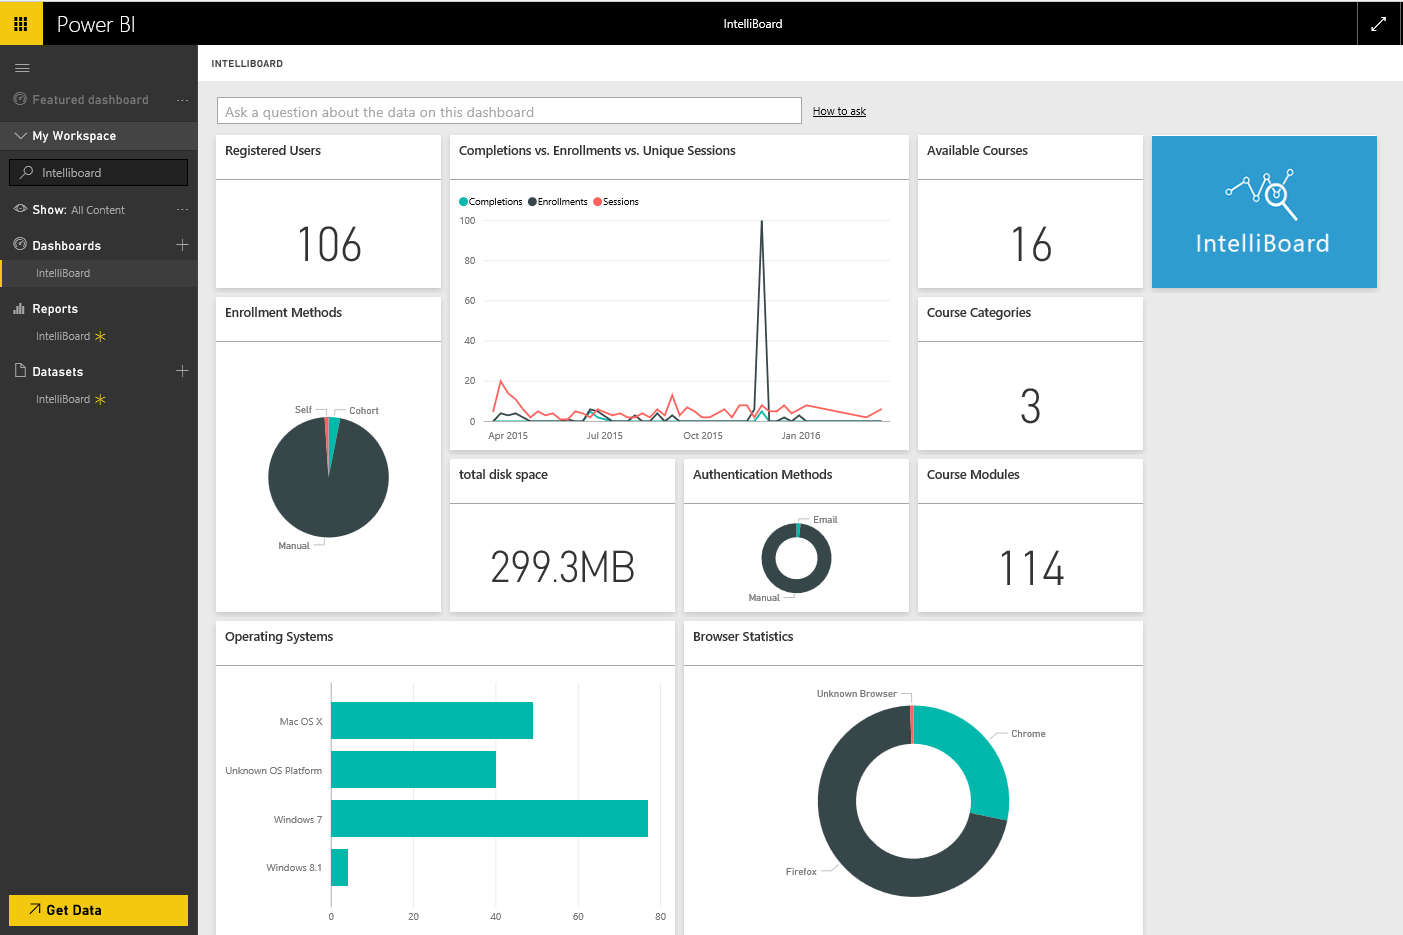 Power BI
IntelliBoard
Featured dashboard ...
My Workspace
Intelliboard
Show: All Content ...
Dashboards
IntelliBoard
Reports
IntelliBoard
Datasets
IntelliBoard
Get Data
INTELLIBOARD
Ask a question about the data on this dashboard
How to ask
Registered Users
106
Completions vs. Enrollments vs. Unique Sessions
Completions Enrollments Sessions
100
80
60
40
20
0
Apr 2015 Jul 2015 Oct 2015 Jan 2016
Available Courses
16
IntelliBoard
Enrollment Methods
Self Cohort
Manual
Course Categories
3
total disk space
299.3MB
Authentication Methods
Email
Manual
Course Modules
114
Operating Systems
Mac OS X
Unknown OS Platform
Windows 7
Windows 8.1
0 20 40 60 80
Browser Statistics
Unknown Browser
Chrome
Firefox